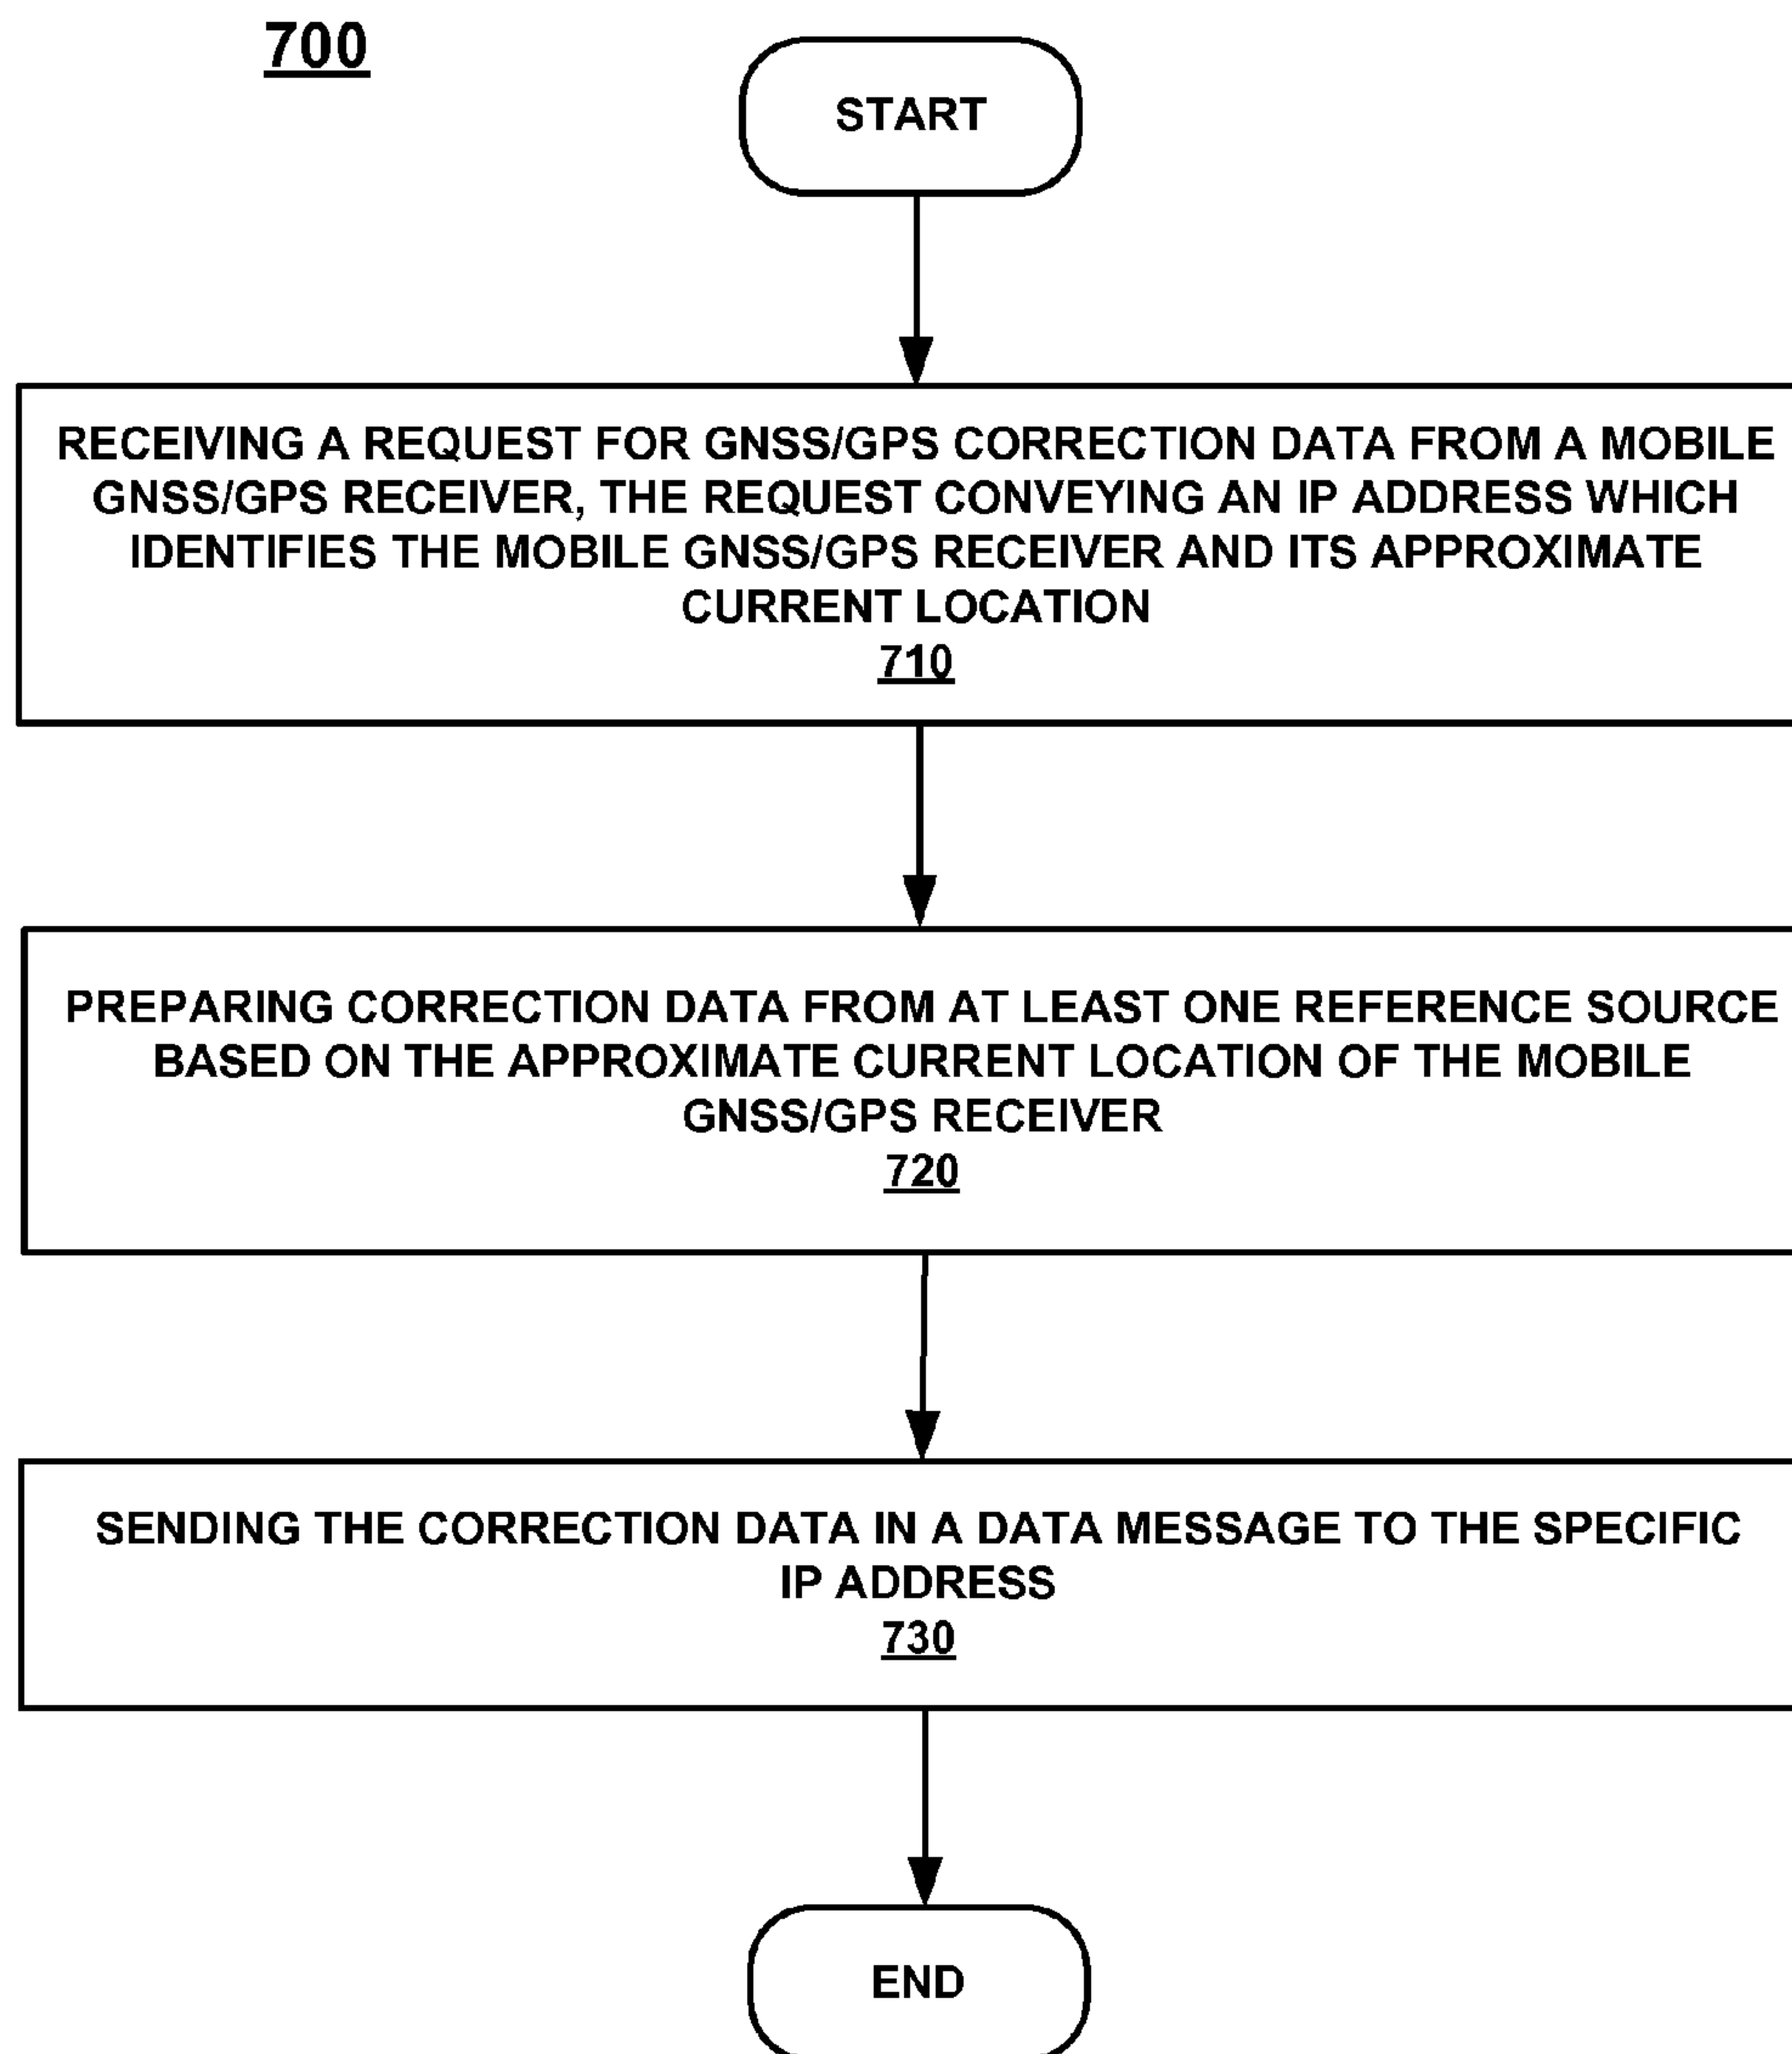 700
START
RECEIVING A REQUEST FOR GNSS/GPS CORRECTION DATA FROM A MOBILE
GNSS/GPS RECEIVER, THE REQUEST CONVEYING AN IP ADDRESS WHICH
IDENTIFIES THE MOBILE GNSS/GPS RECEIVER AND ITS APPROXIMATE
CURRENT LOCATION
710
PREPARING CORRECTION DATA FROM AT LEAST ONE REFERENCE SOURCE
BASED ON THE APPROXIMATE CURRENT LOCATION OF THE MOBILE
GNSS/GPS RECEIVER
720
SENDING THE CORRECTION DATA IN A DATA MESSAGE TO THE SPECIFIC
IP ADDRESS
730
END